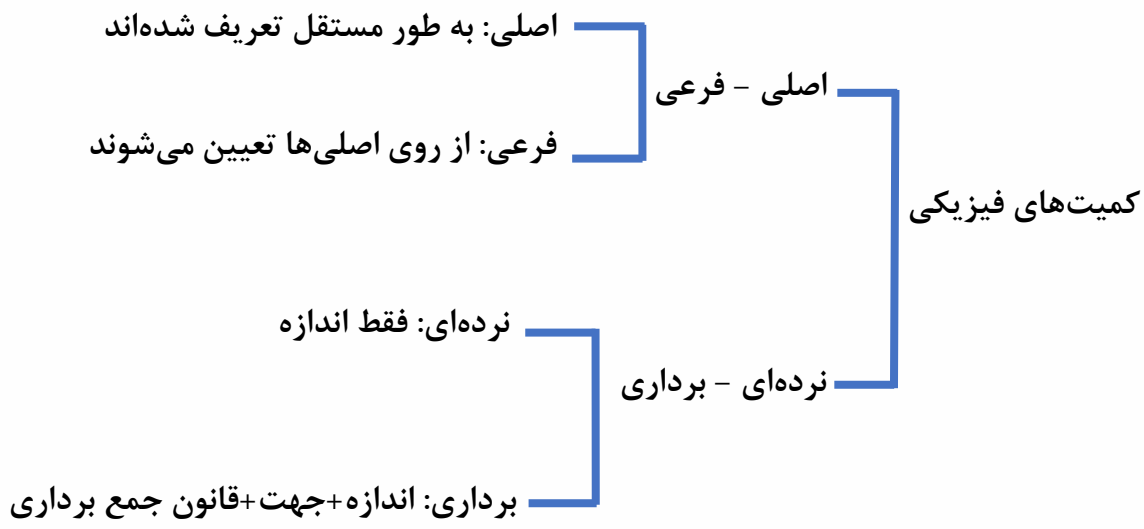 اصلی: به طور مستقل تعریف شده‌اند
اصلی – فرعی
فرعی: از روی اصلی‌ها تعیین می‌شوند
کمیت‌های فیزیکی
نرده‌ای: فقط اندازه
نرده‌ای – برداری
برداری: اندازه+جهت+قانون جمع برداری